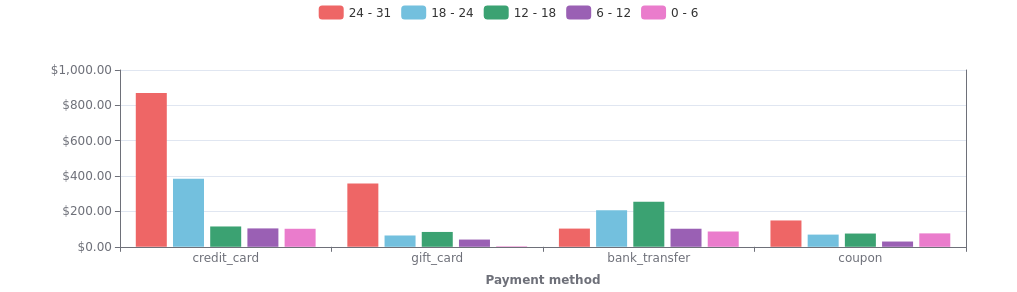 24 - 31 18 - 24 12 - 18 6 - 12 0 - 6
$1,000.00
$800.00
$600.00
$400.00
$200.00
$0.00
credit_card gift_card bank_transfer coupon
Payment method